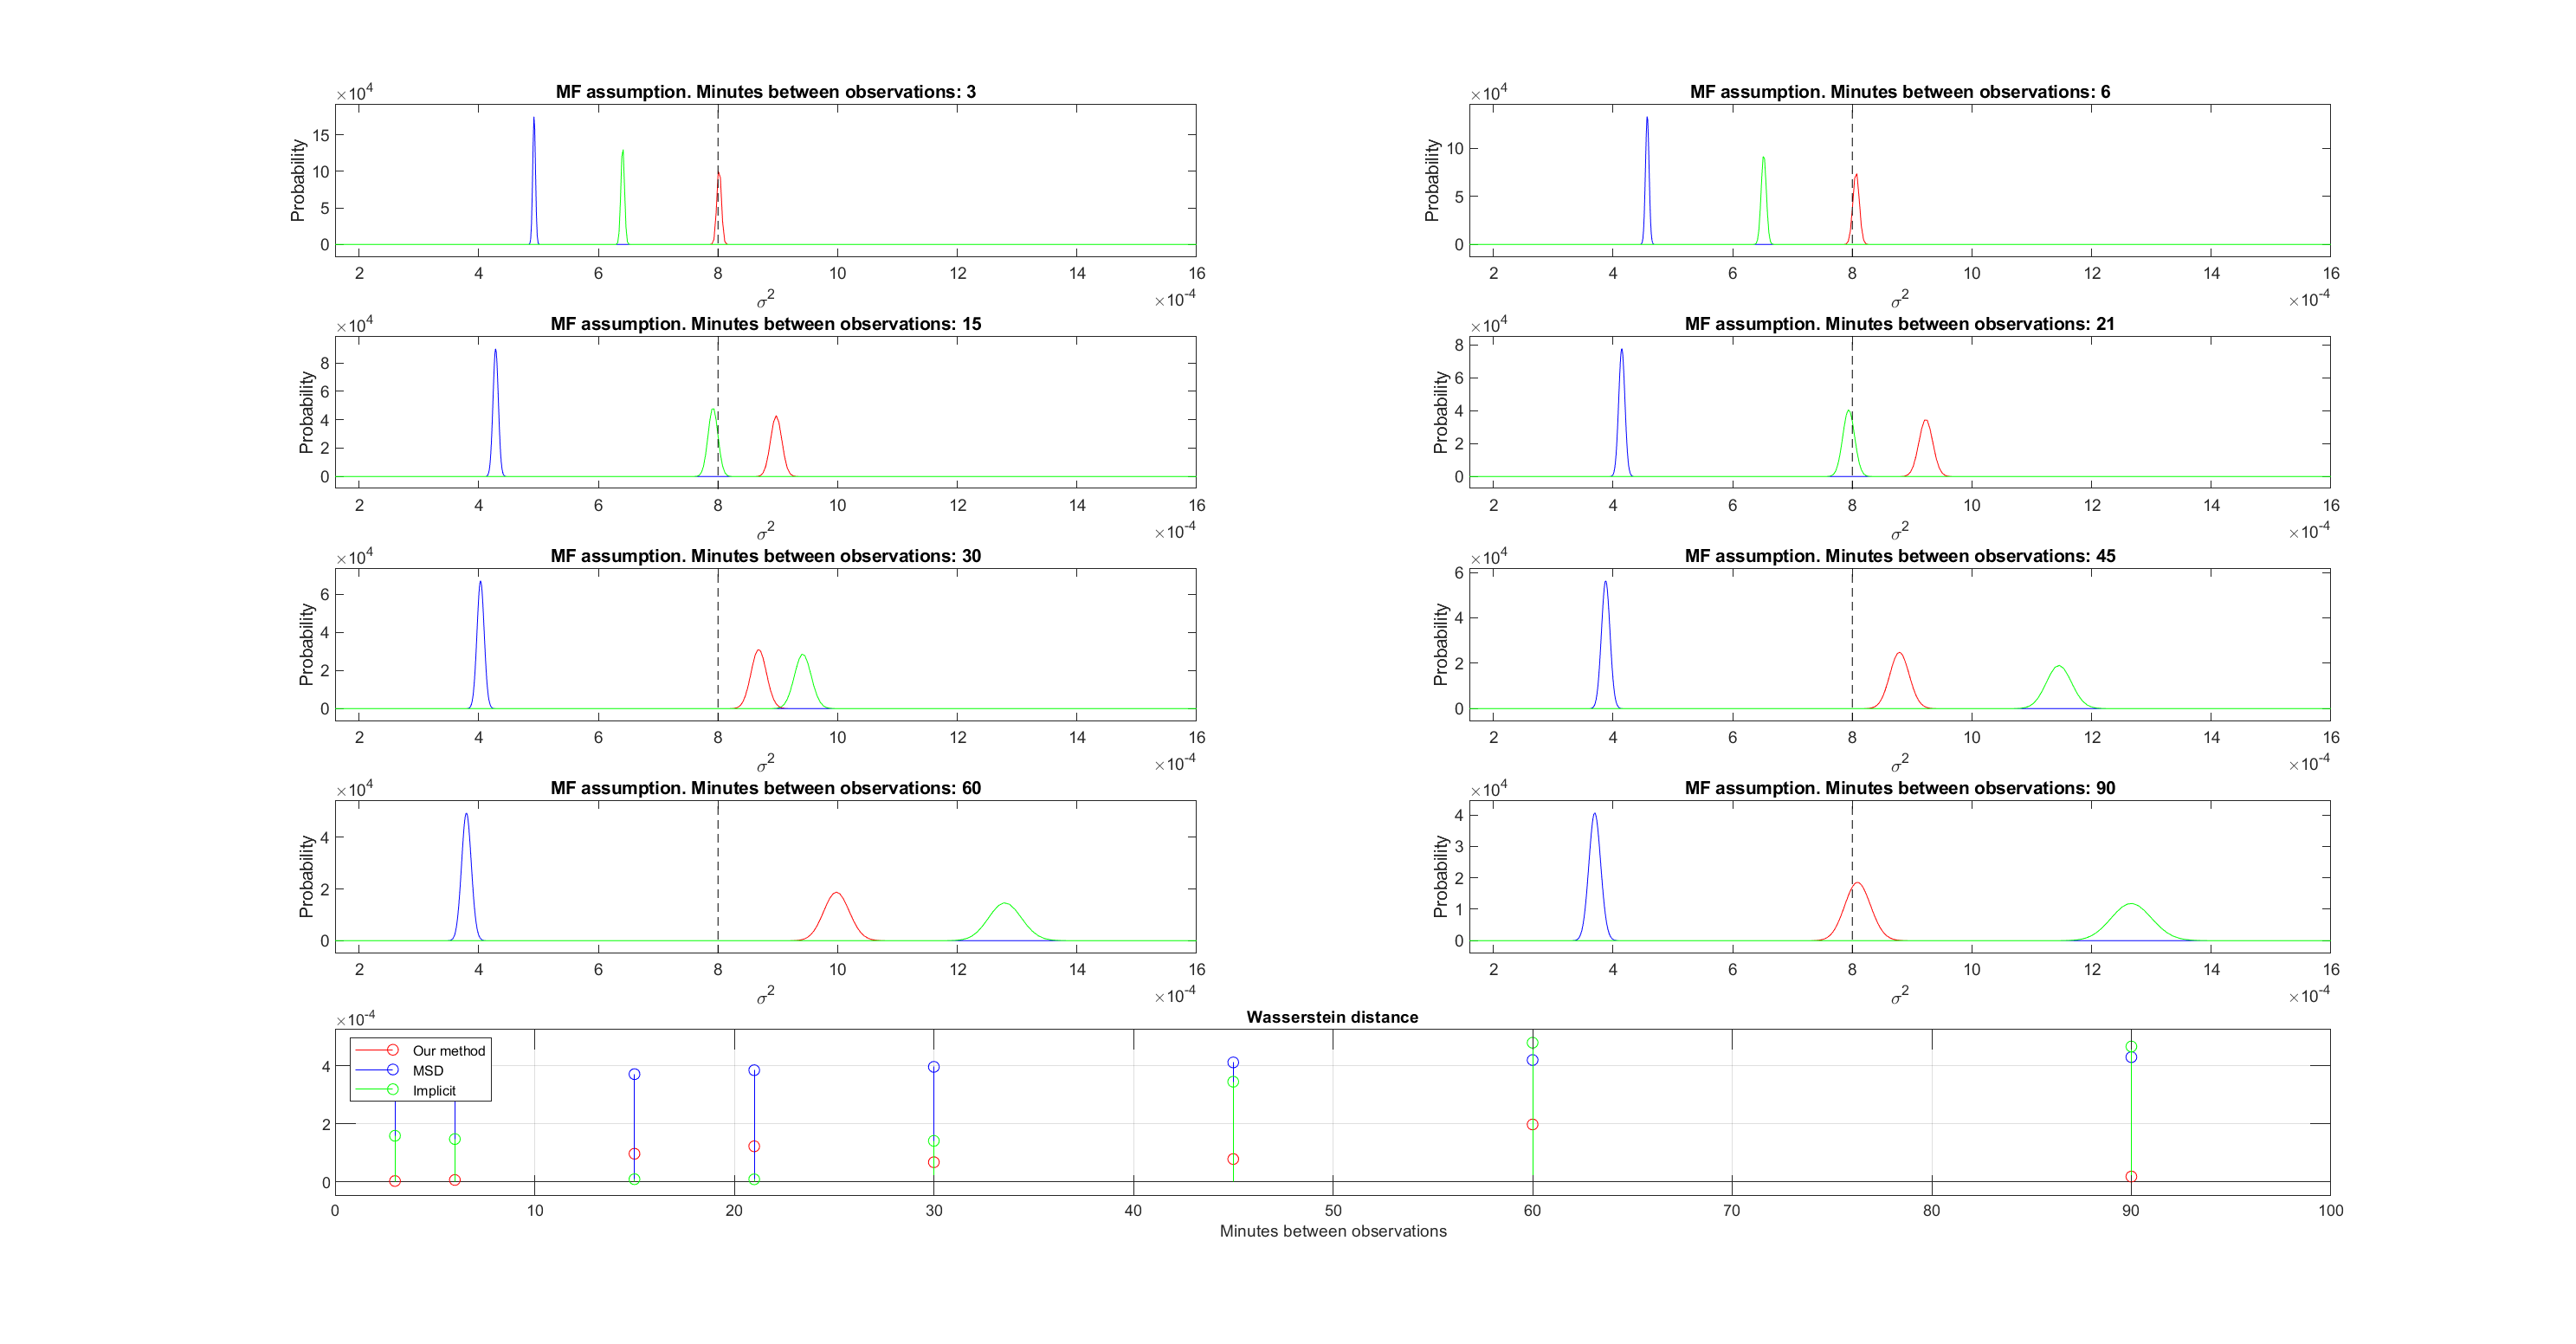 MF assumption. Minutes between observations: 3
×10^4
Probability
15
10
5
0
2 4 6 8 10 12 14 16
σ^2
×10^-4
MF assumption. Minutes between observations: 6
×10^4
Probability
10
5
0
2 4 6 8 10 12 14 16
σ^2
×10^-4
MF assumption. Minutes between observations: 15
×10^4
Probability
8
6
4
2
0
2 4 6 8 10 12 14 16
σ^2
×10^-4
MF assumption. Minutes between observations: 21
×10^4
Probability
8
6
4
2
0
2 4 6 8 10 12 14 16
σ^2
×10^-4
MF assumption. Minutes between observations: 30
×10^4
Probability
6
4
2
0
2 4 6 8 10 12 14 16
σ^2
×10^-4
MF assumption. Minutes between observations: 45
×10^4
Probability
6
4
2
0
2 4 6 8 10 12 14 16
σ^2
×10^-4
MF assumption. Minutes between observations: 60
×10^4
Probability
4
2
0
2 4 6 8 10 12 14 16
σ^2
×10^-4
MF assumption. Minutes between observations: 90
×10^4
Probability
4
3
2
1
0
2 4 6 8 10 12 14 16
σ^2
×10^-4
Wasserstein distance
×10^-4
Our method
MSD
Implicit
4
2
0
0 10 20 30 40 50 60 70 80 90 100
Minutes between observations